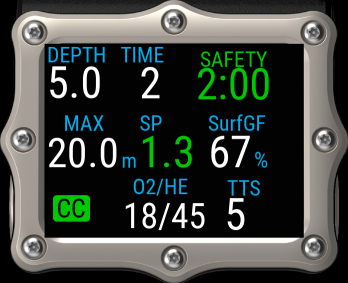 DEPTH TIME SAFETY
5.0 2 2:00
MAX SP SurfGF
20.0m 1.3 67%
O2/HE TTS
CC 18/45 5